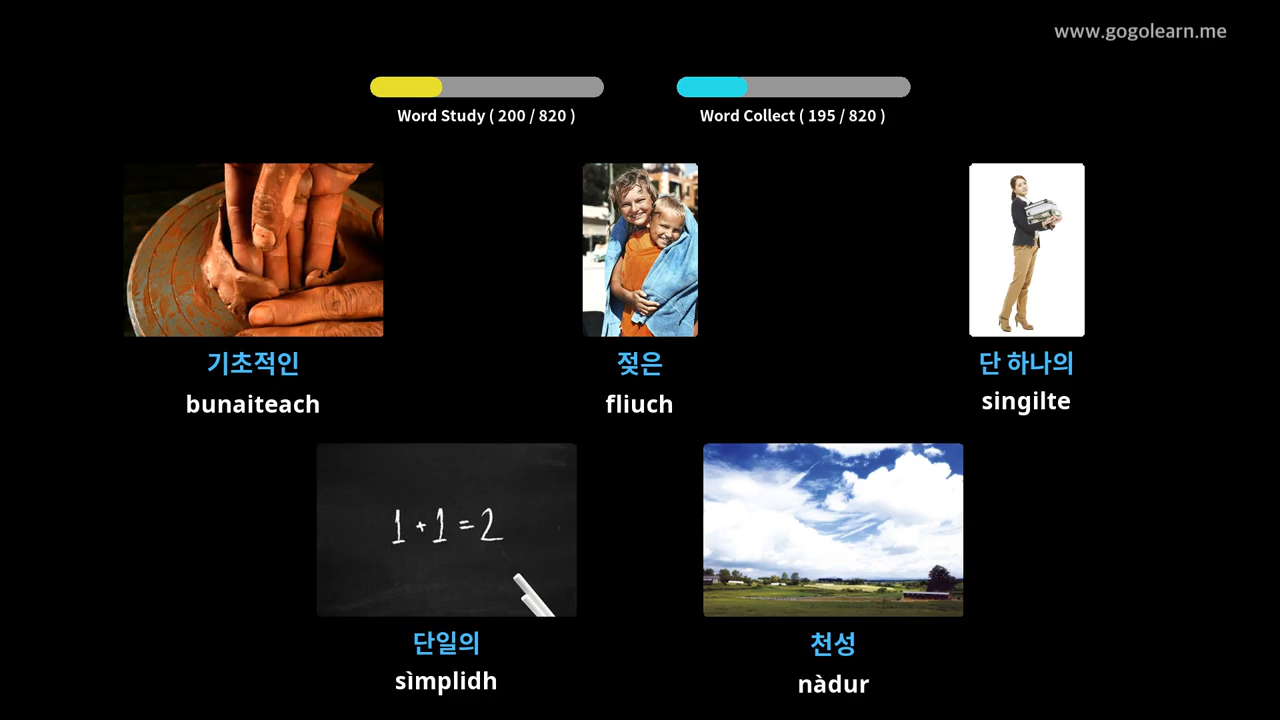 www.gogolearn.me
Word Study ( 200 / 820 )
Word Collect ( 195 / 820 )
기초적인
bunaiteach
젖은
fliuch
단 하나의
singilte
1 + 1 = 2
단일의
sìmplidh
천성
nàdur